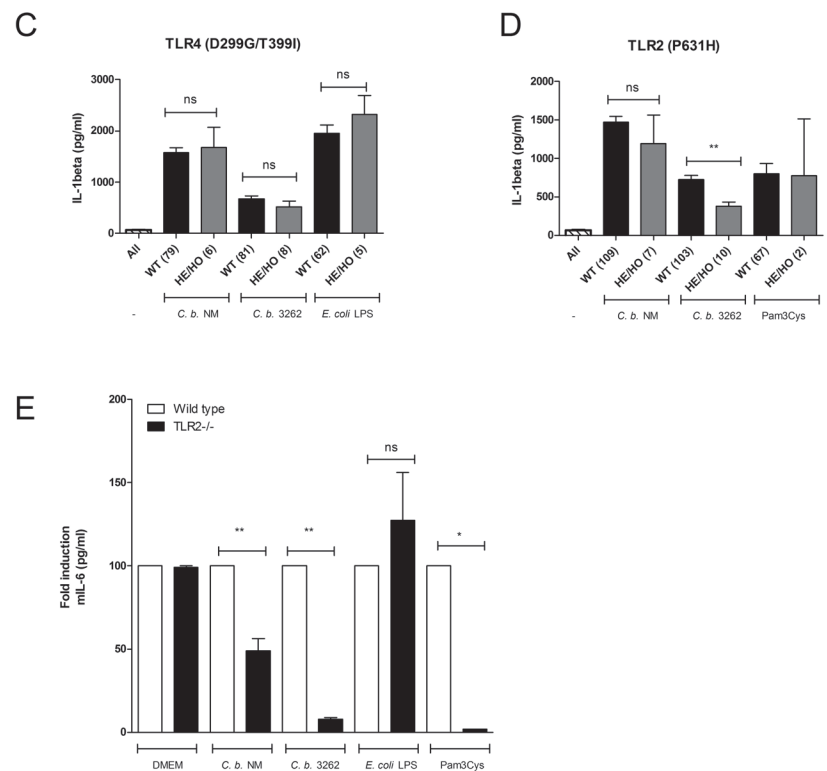 C
TLR4 (D299G/T399I)
IL-1beta (pg/ml)
3000
2000
1000
0
ns
ns
ns
All
WT (79)
HE/HO (6)
WT (81)
HE/HO (8)
WT (62)
HE/HO (5)
-
C. b. NM
C. b. 3262
E. coli LPS
D
TLR2 (P631H)
IL-1beta (pg/ml)
2000
1500
1000
500
0
ns
**
All
WT (109)
HE/HO (7)
WT (103)
HE/HO (10)
WT (67)
HE/HO (2)
-
C. b. NM
C. b. 3262
Pam3Cys
E
Fold induction
mIL-6 (pg/ml)
200
150
100
50
0
Wild type
TLR2-/-
**
**
ns
*
DMEM
C. b. NM
C. b. 3262
E. coli LPS
Pam3Cys